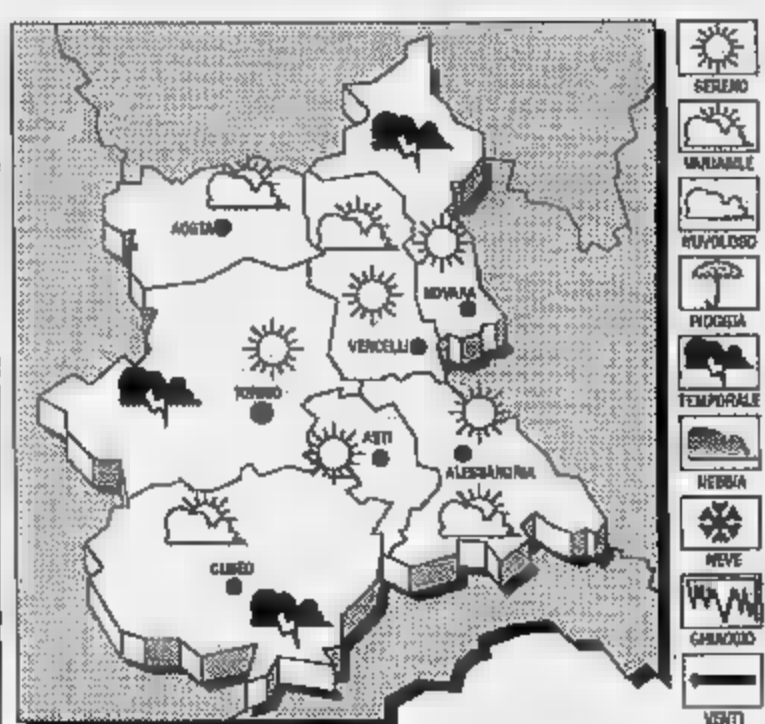 SERENO
VARIABILE
NUVOLOSO
PIOGGIA
TEMPORALE
NEBBIA
NEVE
GHIACCIO
VENTI
AOSTA
NOVARA
VERCELLI
TORINO
ASTI
ALESSANDRIA
CUNEO